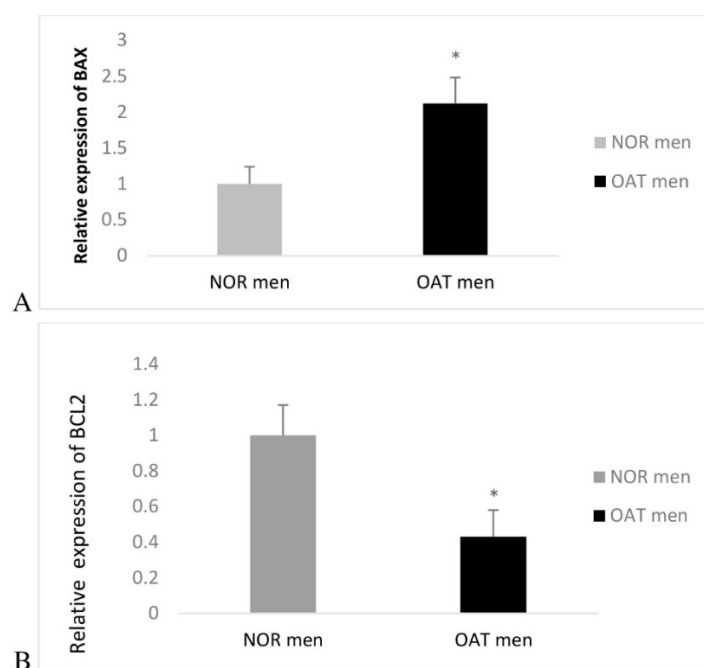 Relative expression of BAX
3
2.5
2
1.5
1
0.5
0
*
NOR men
OAT men
NOR men
OAT men
A
Relative expression of BCL2
1.4
1.2
1
0.8
0.6
0.4
0.2
0
*
NOR men
OAT men
NOR men
OAT men
B